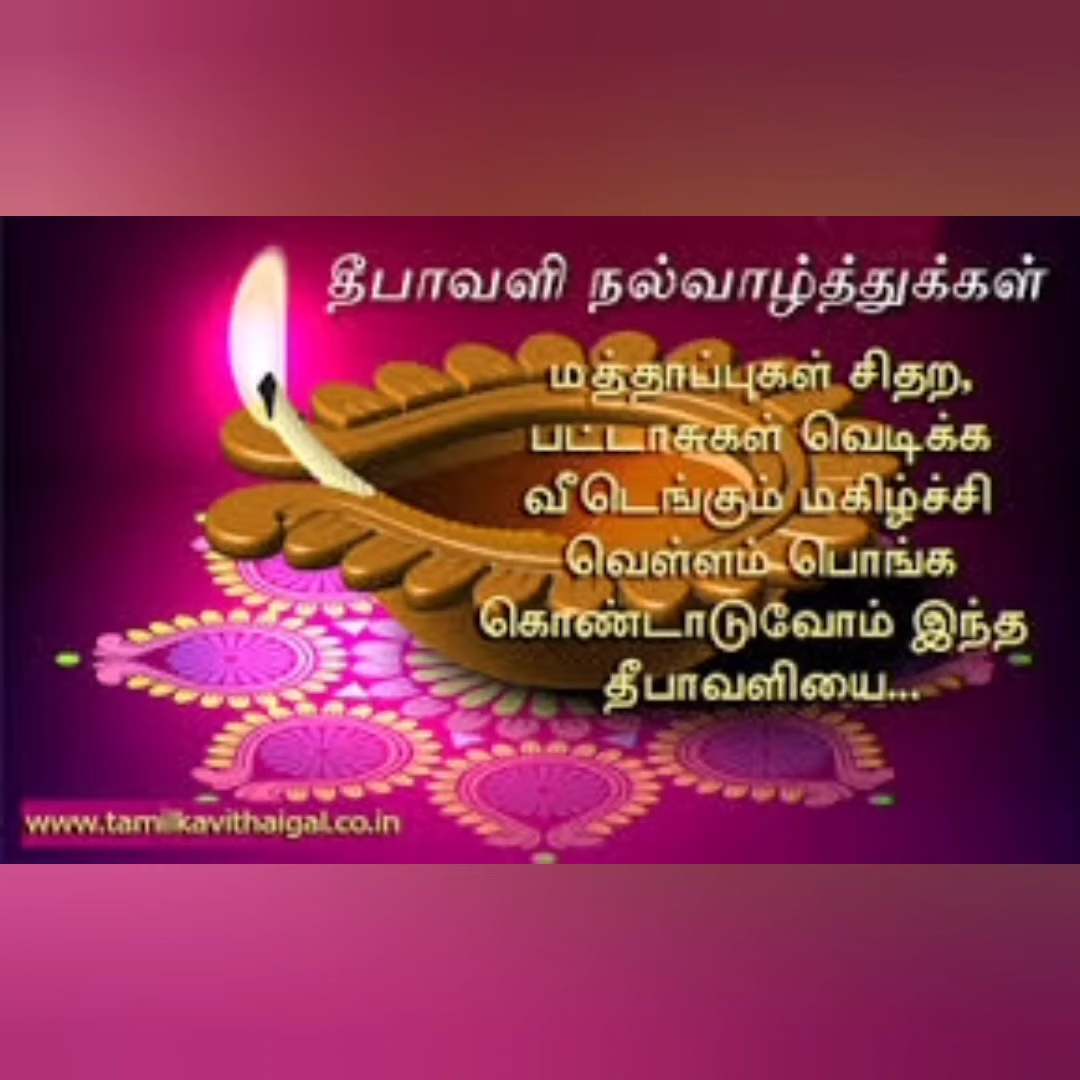 தீபாவளி நல்வாழ்த்துக்கள்
மத்தாப்புகள் சிதற,
பட்டாசுகள் வெடிக்க
வீடெங்கும் மகிழ்ச்சி
வெள்ளம் பொங்க
கொண்டாடுவோம் இந்த
தீபாவளியை...
www.tamilkavithaigal.co.in